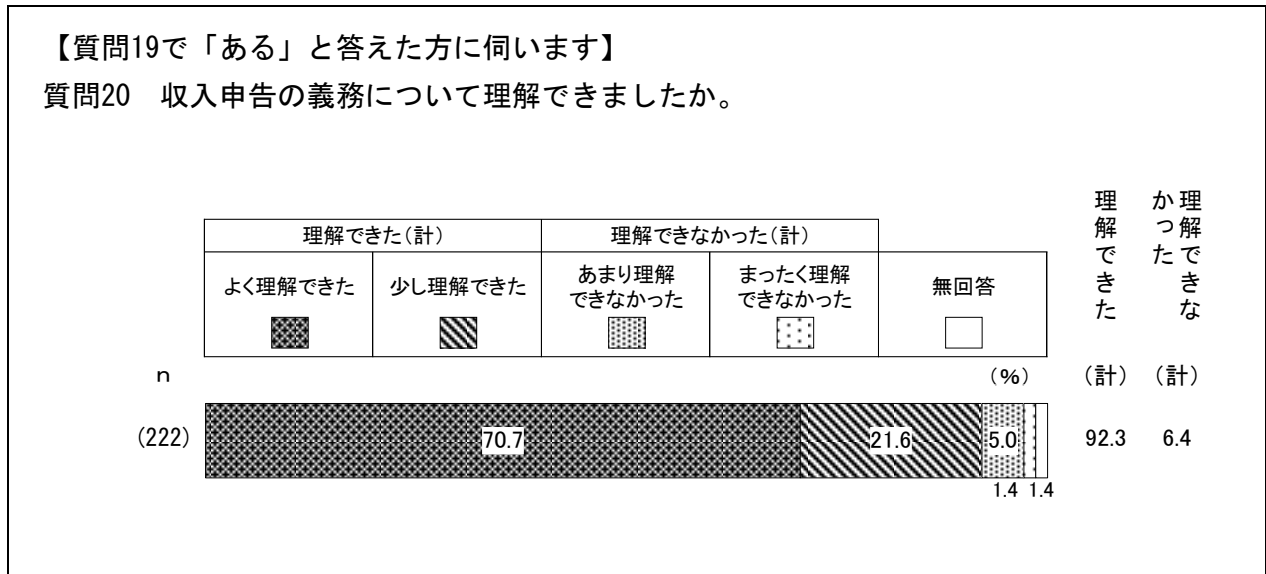 【質問19で「ある」と答えた方に伺います】
質問20　収入申告の義務について理解できましたか。
理解できた
理解できな
かった
理解できた(計)
理解できなかった(計)
よく理解できた
少し理解できた
あまり理解
できなかった
まったく理解
できなかった
無回答
n
(%)
(計)
(計)
(222)
70.7
21.6
5.0
92.3
6.4
1.4
1.4